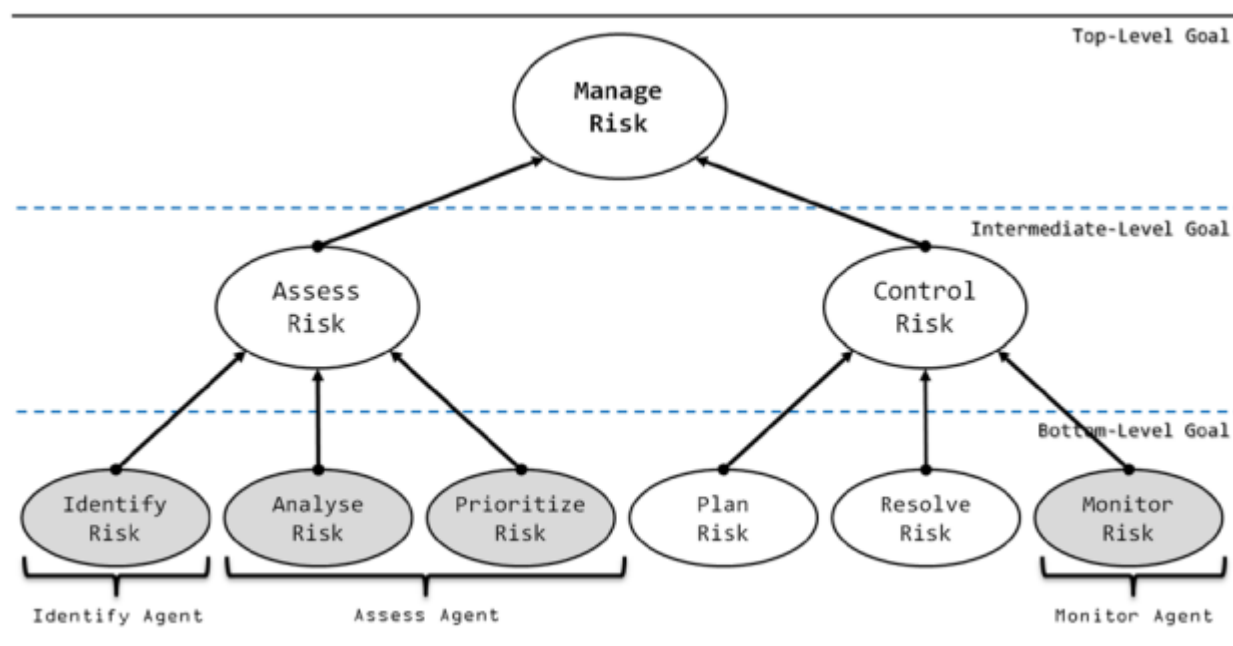 Top-Level Goal
Manage
Risk
Intermediate-Level Goal
Assess
Risk
Control
Risk
Bottom-Level Goal
Identify
Risk
Analyse
Risk
Prioritize
Risk
Plan
Risk
Resolve
Risk
Monitor
Risk
Identify Agent
Assess Agent
Monitor Agent